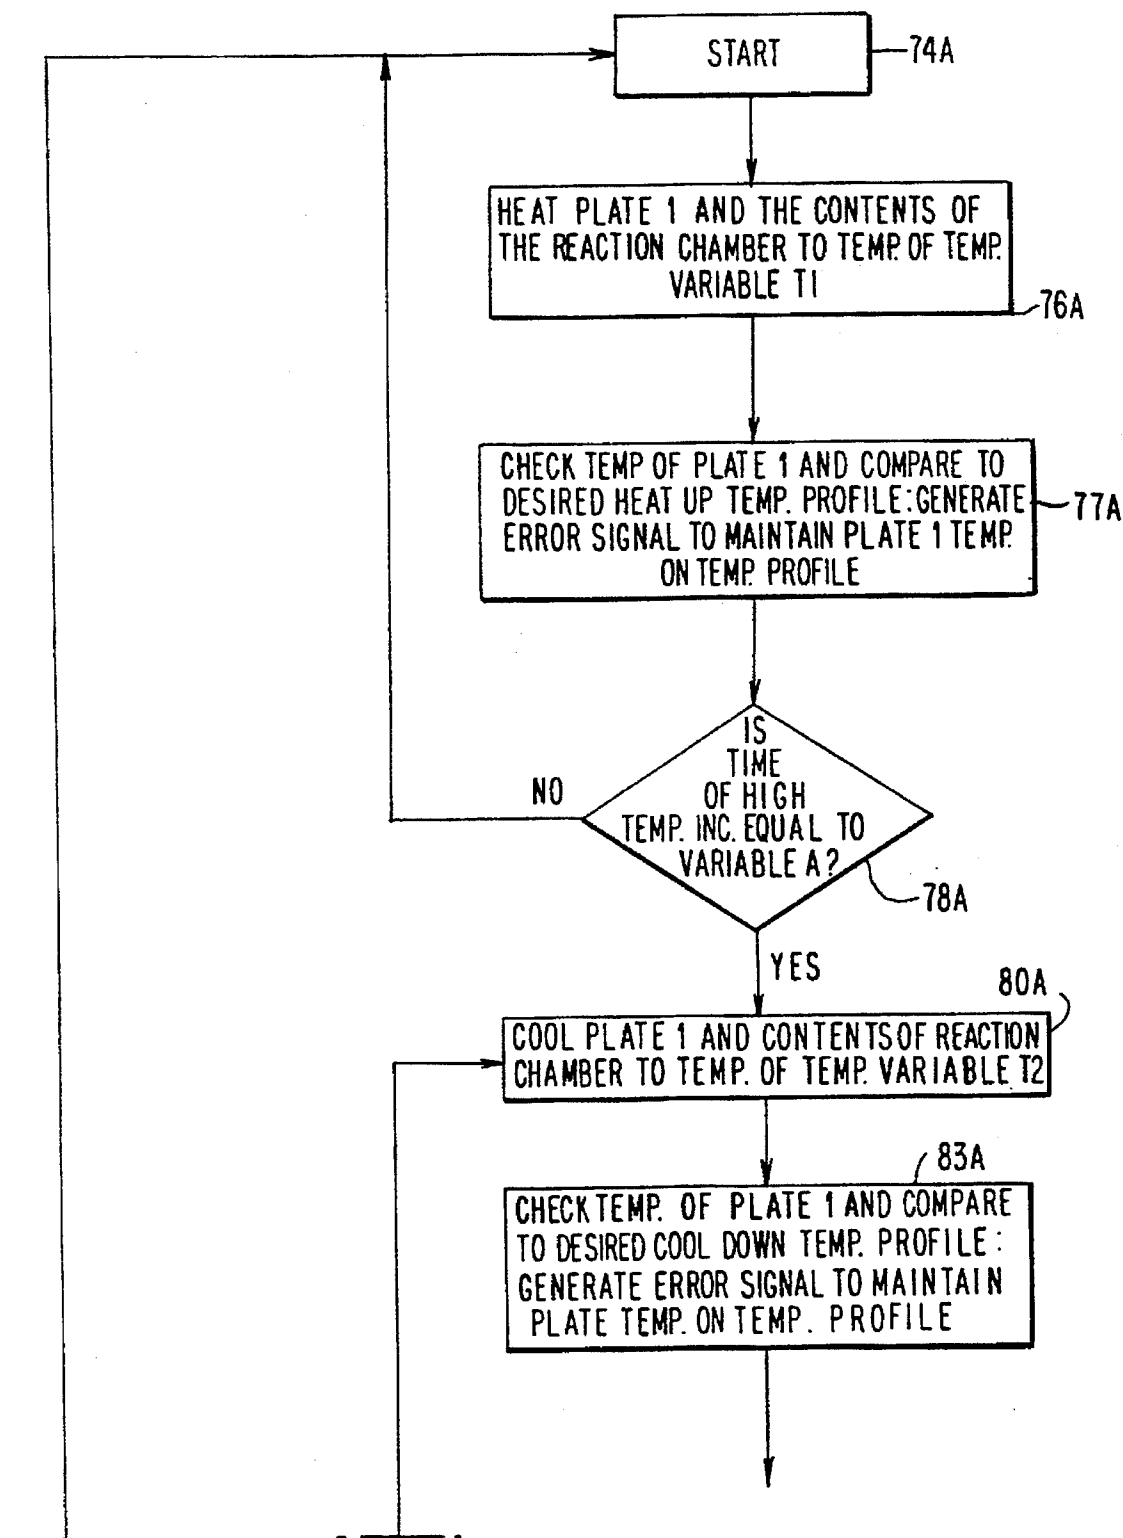 START
74A
HEAT PLATE 1 AND THE CONTENTS OF
THE REACTION CHAMBER TO TEMP. OF TEMP.
VARIABLE T1
76A
CHECK TEMP OF PLATE 1 AND COMPARE TO
DESIRED HEAT UP TEMP. PROFILE: GENERATE
ERROR SIGNAL TO MAINTAIN PLATE 1 TEMP.
ON TEMP. PROFILE
77A
IS
TIME
OF HIGH
TEMP. INC. EQUAL TO
VARIABLE A?
NO
78A
YES
80A
COOL PLATE 1 AND CONTENTS OF REACTION
CHAMBER TO TEMP. OF TEMP. VARIABLE T2
83A
CHECK TEMP. OF PLATE 1 AND COMPARE
TO DESIRED COOL DOWN TEMP. PROFILE:
GENERATE ERROR SIGNAL TO MAINTAIN
PLATE TEMP. ON TEMP. PROFILE